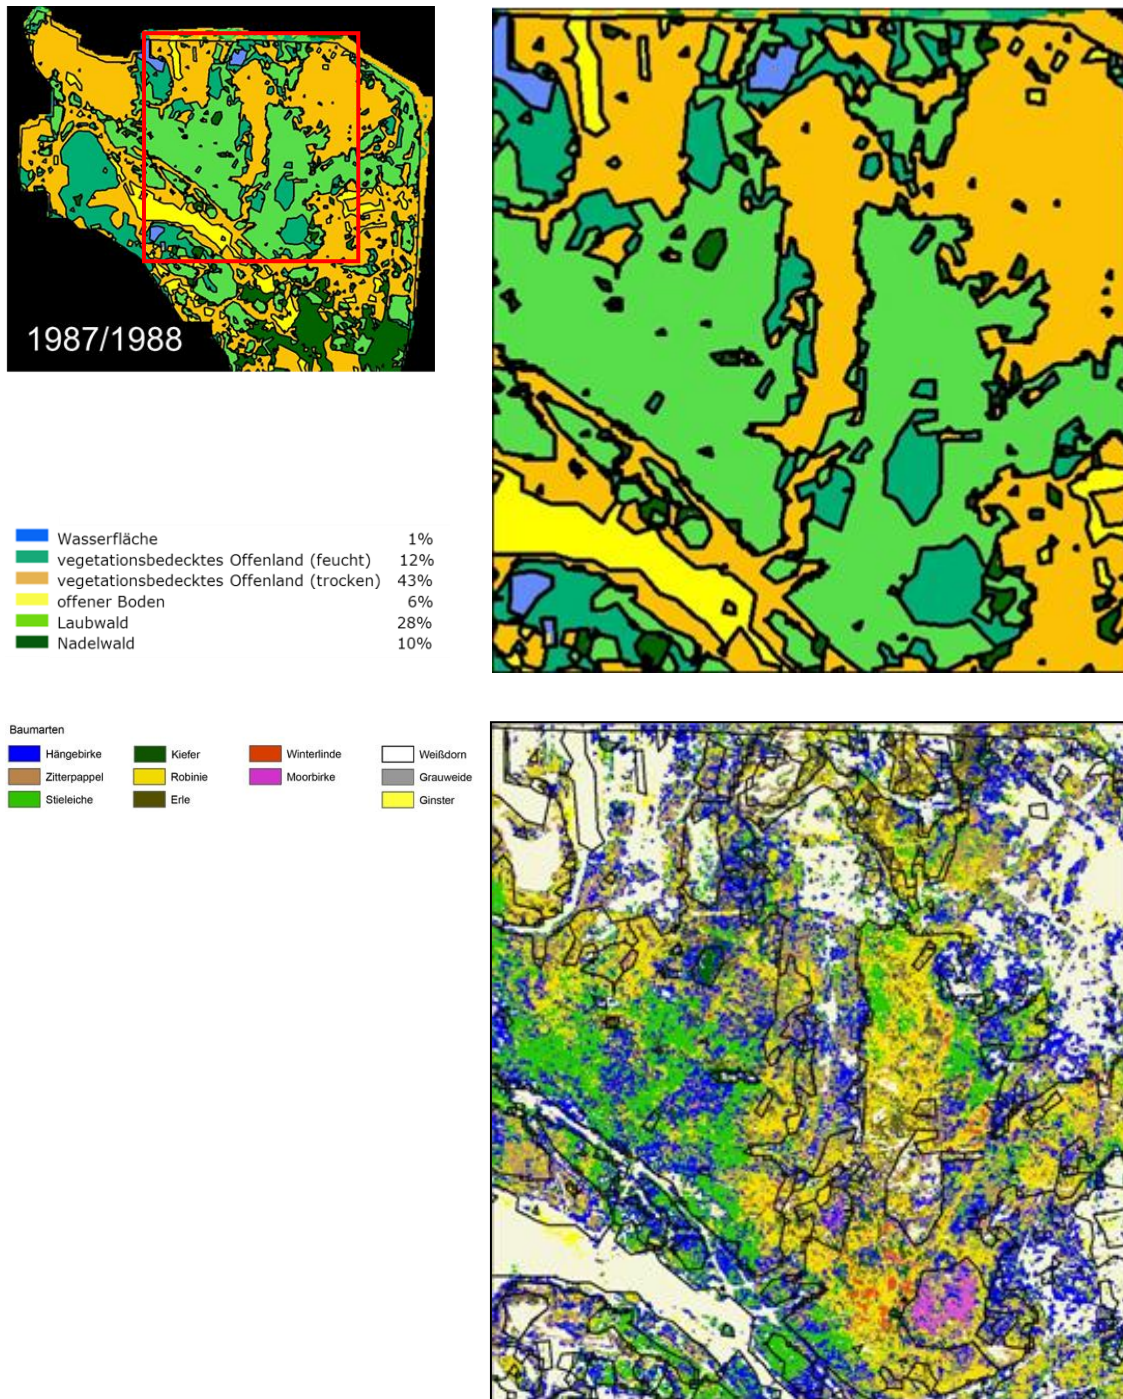 1987/1988
Wasserfläche 1%
vegetationsbedecktes Offenland (feucht) 12%
vegetationsbedecktes Offenland (trocken) 43%
offener Boden 6%
Laubwald 28%
Nadelwald 10%
Baumarten
Hängebirke Kiefer Winterlinde Weißdorn
Zitterpappel Robinie Moorbirke Grauweide
Stieleiche Erle Ginster